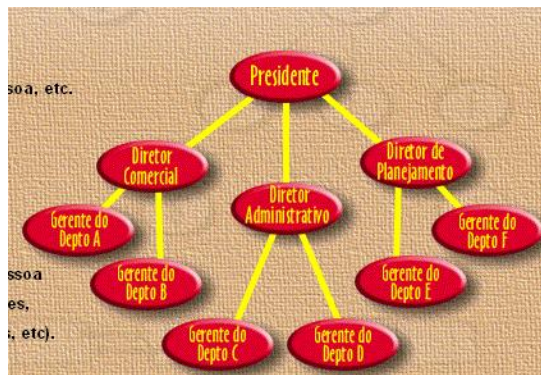 Presidente
soa, etc.
Diretor
Comercial
Diretor de
Planejamento
Diretor
Administrativo
Gerente do
Depto A
Gerente do
Depto F
Gerente do
Depto B
Gerente do
Depto E
ssoa
es,
s, etc).
Gerente do
Depto C
Gerente do
Depto D